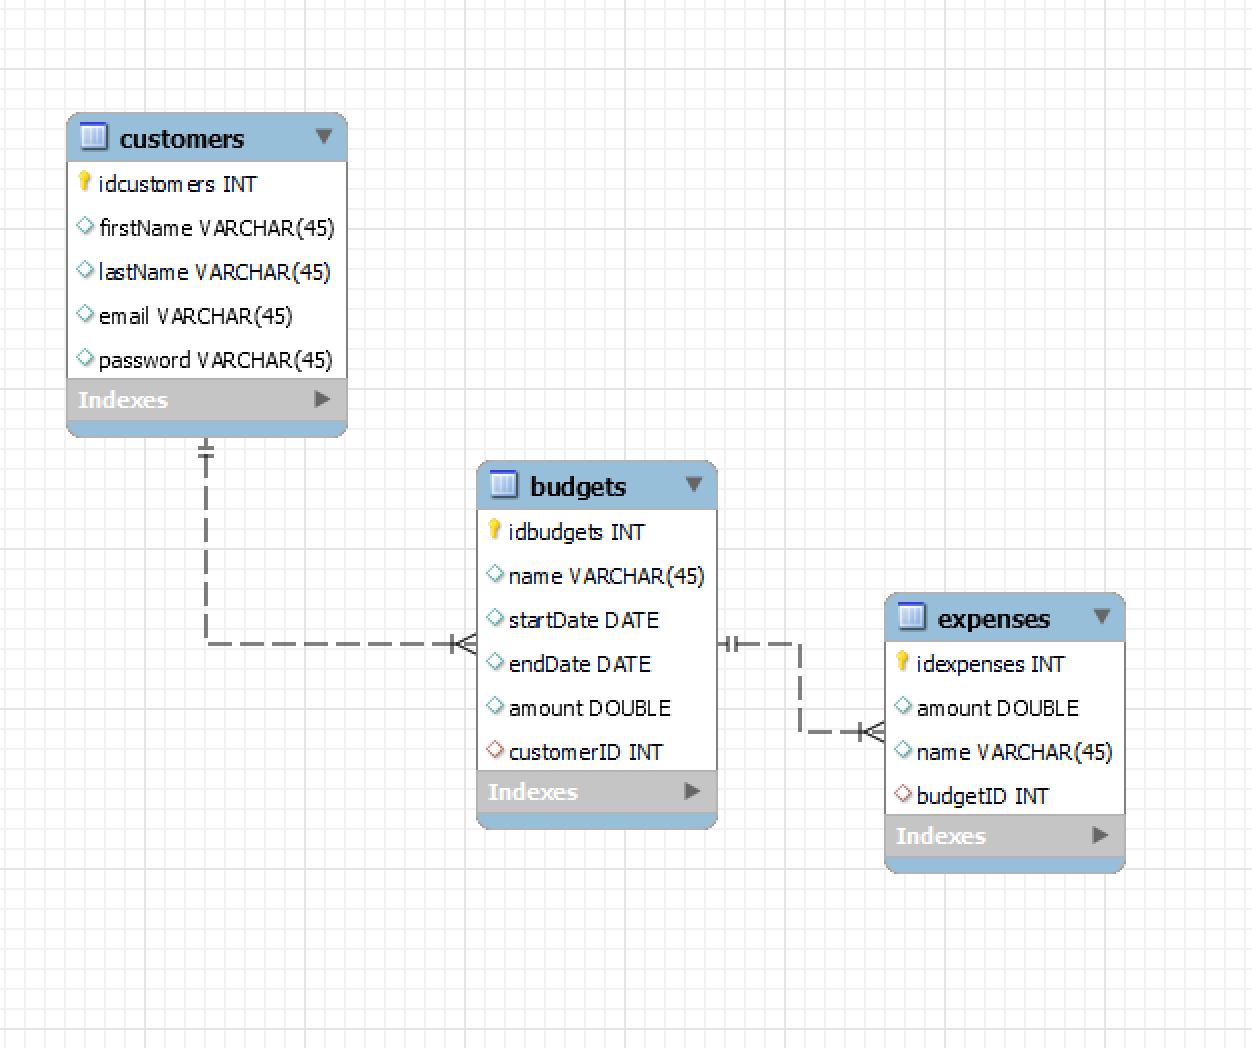 customers
idcustomers INT
firstName VARCHAR(45)
lastName VARCHAR(45)
email VARCHAR(45)
password VARCHAR(45)
Indexes
budgets
idbudgets INT
name VARCHAR(45)
startDate DATE
endDate DATE
amount DOUBLE
customerID INT
Indexes
expenses
idexpenses INT
amount DOUBLE
name VARCHAR(45)
budgetID INT
Indexes